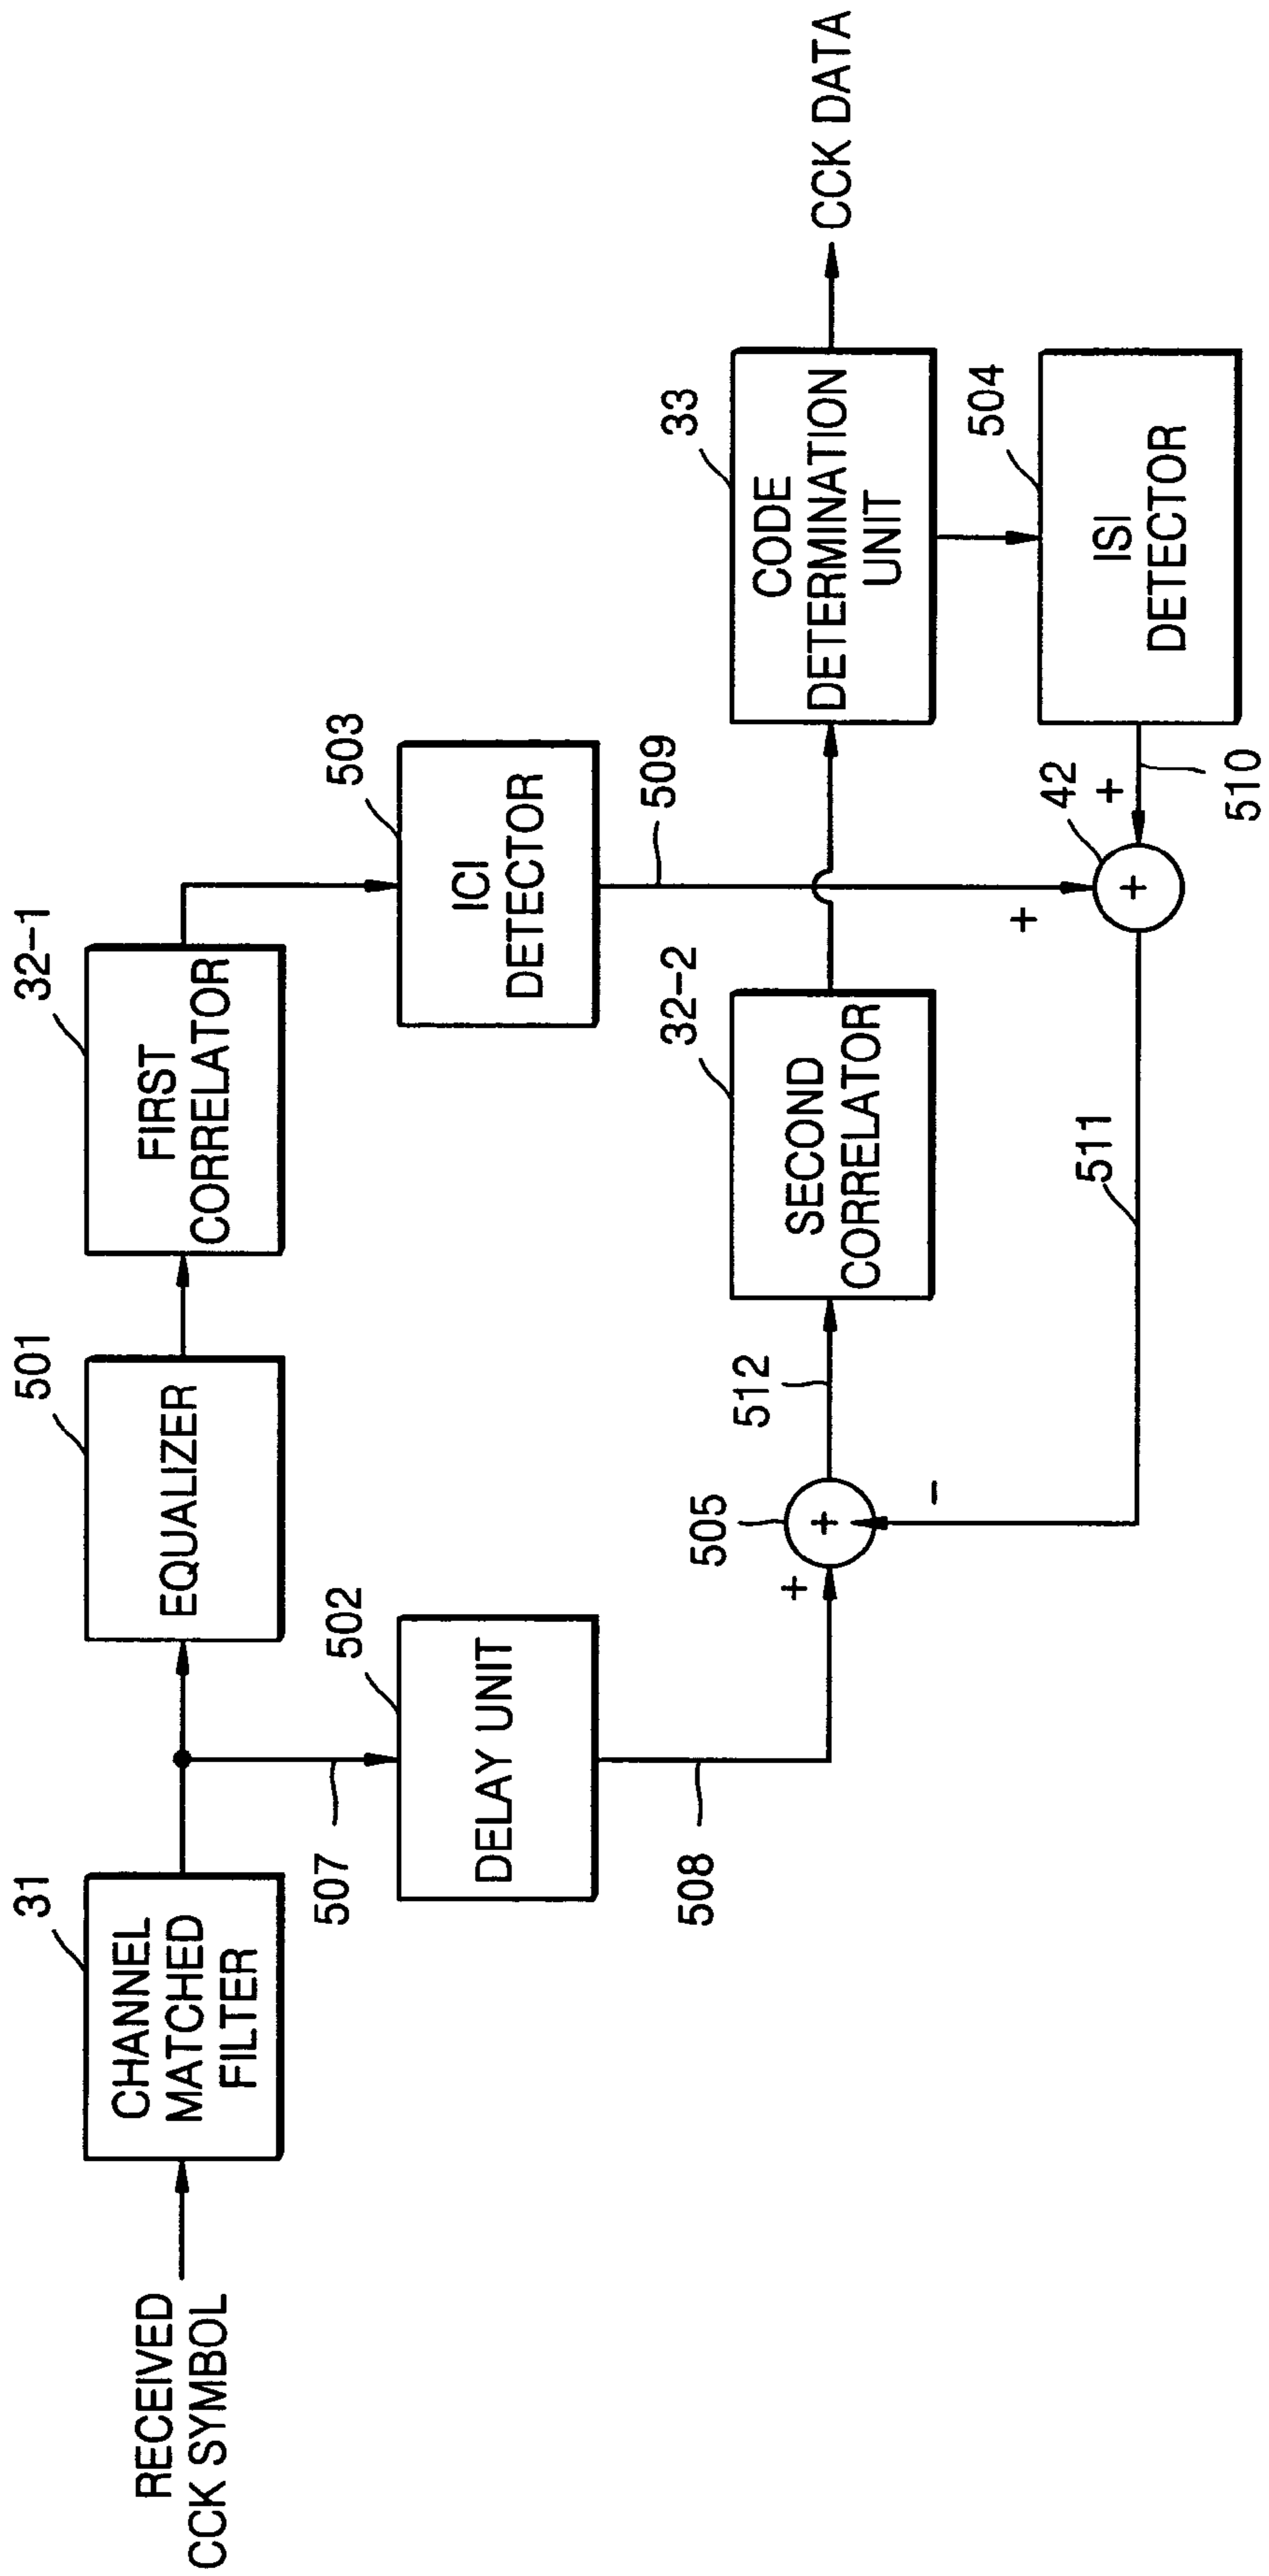 RECEIVED
CCK SYMBOL
31
CHANNEL
MATCHED
FILTER
501
EQUALIZER
32-1
FIRST
CORRELATOR
507
502
DELAY UNIT
508
503
ICI
DETECTOR
509
505
+
+
-
512
32-2
SECOND
CORRELATOR
33
CODE
DETERMINATION
UNIT
CCK DATA
504
ISI
DETECTOR
510
42
+
+
+
511